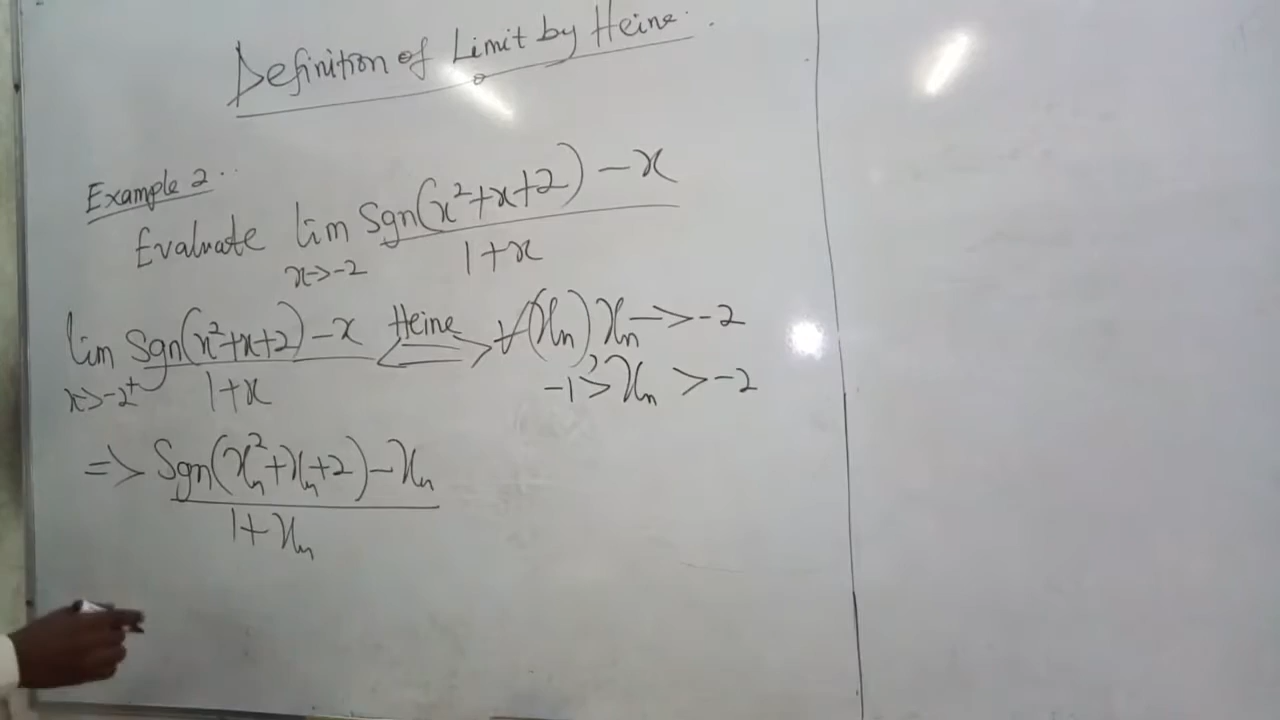 Definition of Limit by Heine.
Example 2..
Evaluate lim Sgn(x²+x+2) - x
x->-2 1+x
lim Sgn(x²+x+2) - x Heine ∀(xn) xn -> -2
x->-2⁺ 1+x <=> -1 > xn > -2
=> Sgn(xn²+xn+2) - xn
1+xn